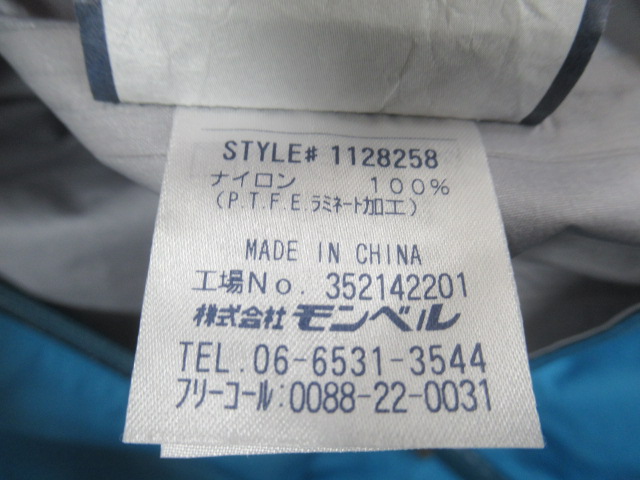 STYLE# 1128258
ナイロン 100%
(P.T.F.E.ラミネート加工)
MADE IN CHINA
工場No. 352142201
株式会社 モンベル
TEL. 06-6531-3544
フリーコール:0088-22-0031